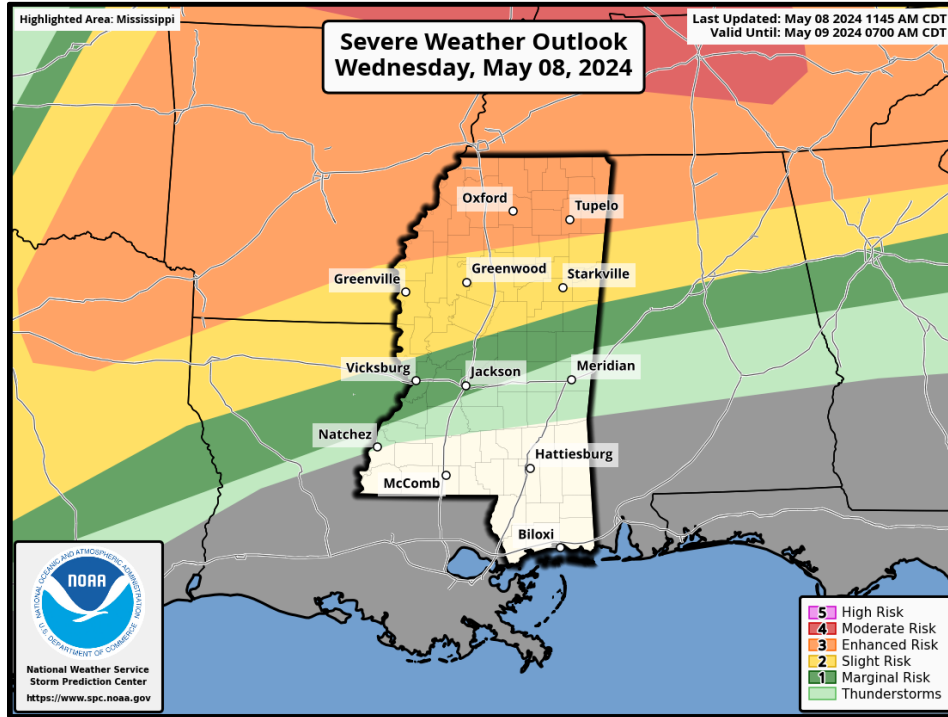 Highlighted Area: Mississippi
Last Updated: May 08 2024 1145 AM CDT
Valid Until: May 09 2024 0700 AM CDT
Severe Weather Outlook
Wednesday, May 08, 2024
Oxford
Tupelo
Greenville
Greenwood
Starkville
Vicksburg
Jackson
Meridian
Natchez
McComb
Hattiesburg
Biloxi
NATIONAL OCEANIC AND ATMOSPHERIC ADMINISTRATION
NOAA
U.S. DEPARTMENT OF COMMERCE
National Weather Service
Storm Prediction Center
https://www.spc.noaa.gov
5 High Risk
4 Moderate Risk
3 Enhanced Risk
2 Slight Risk
1 Marginal Risk
Thunderstorms